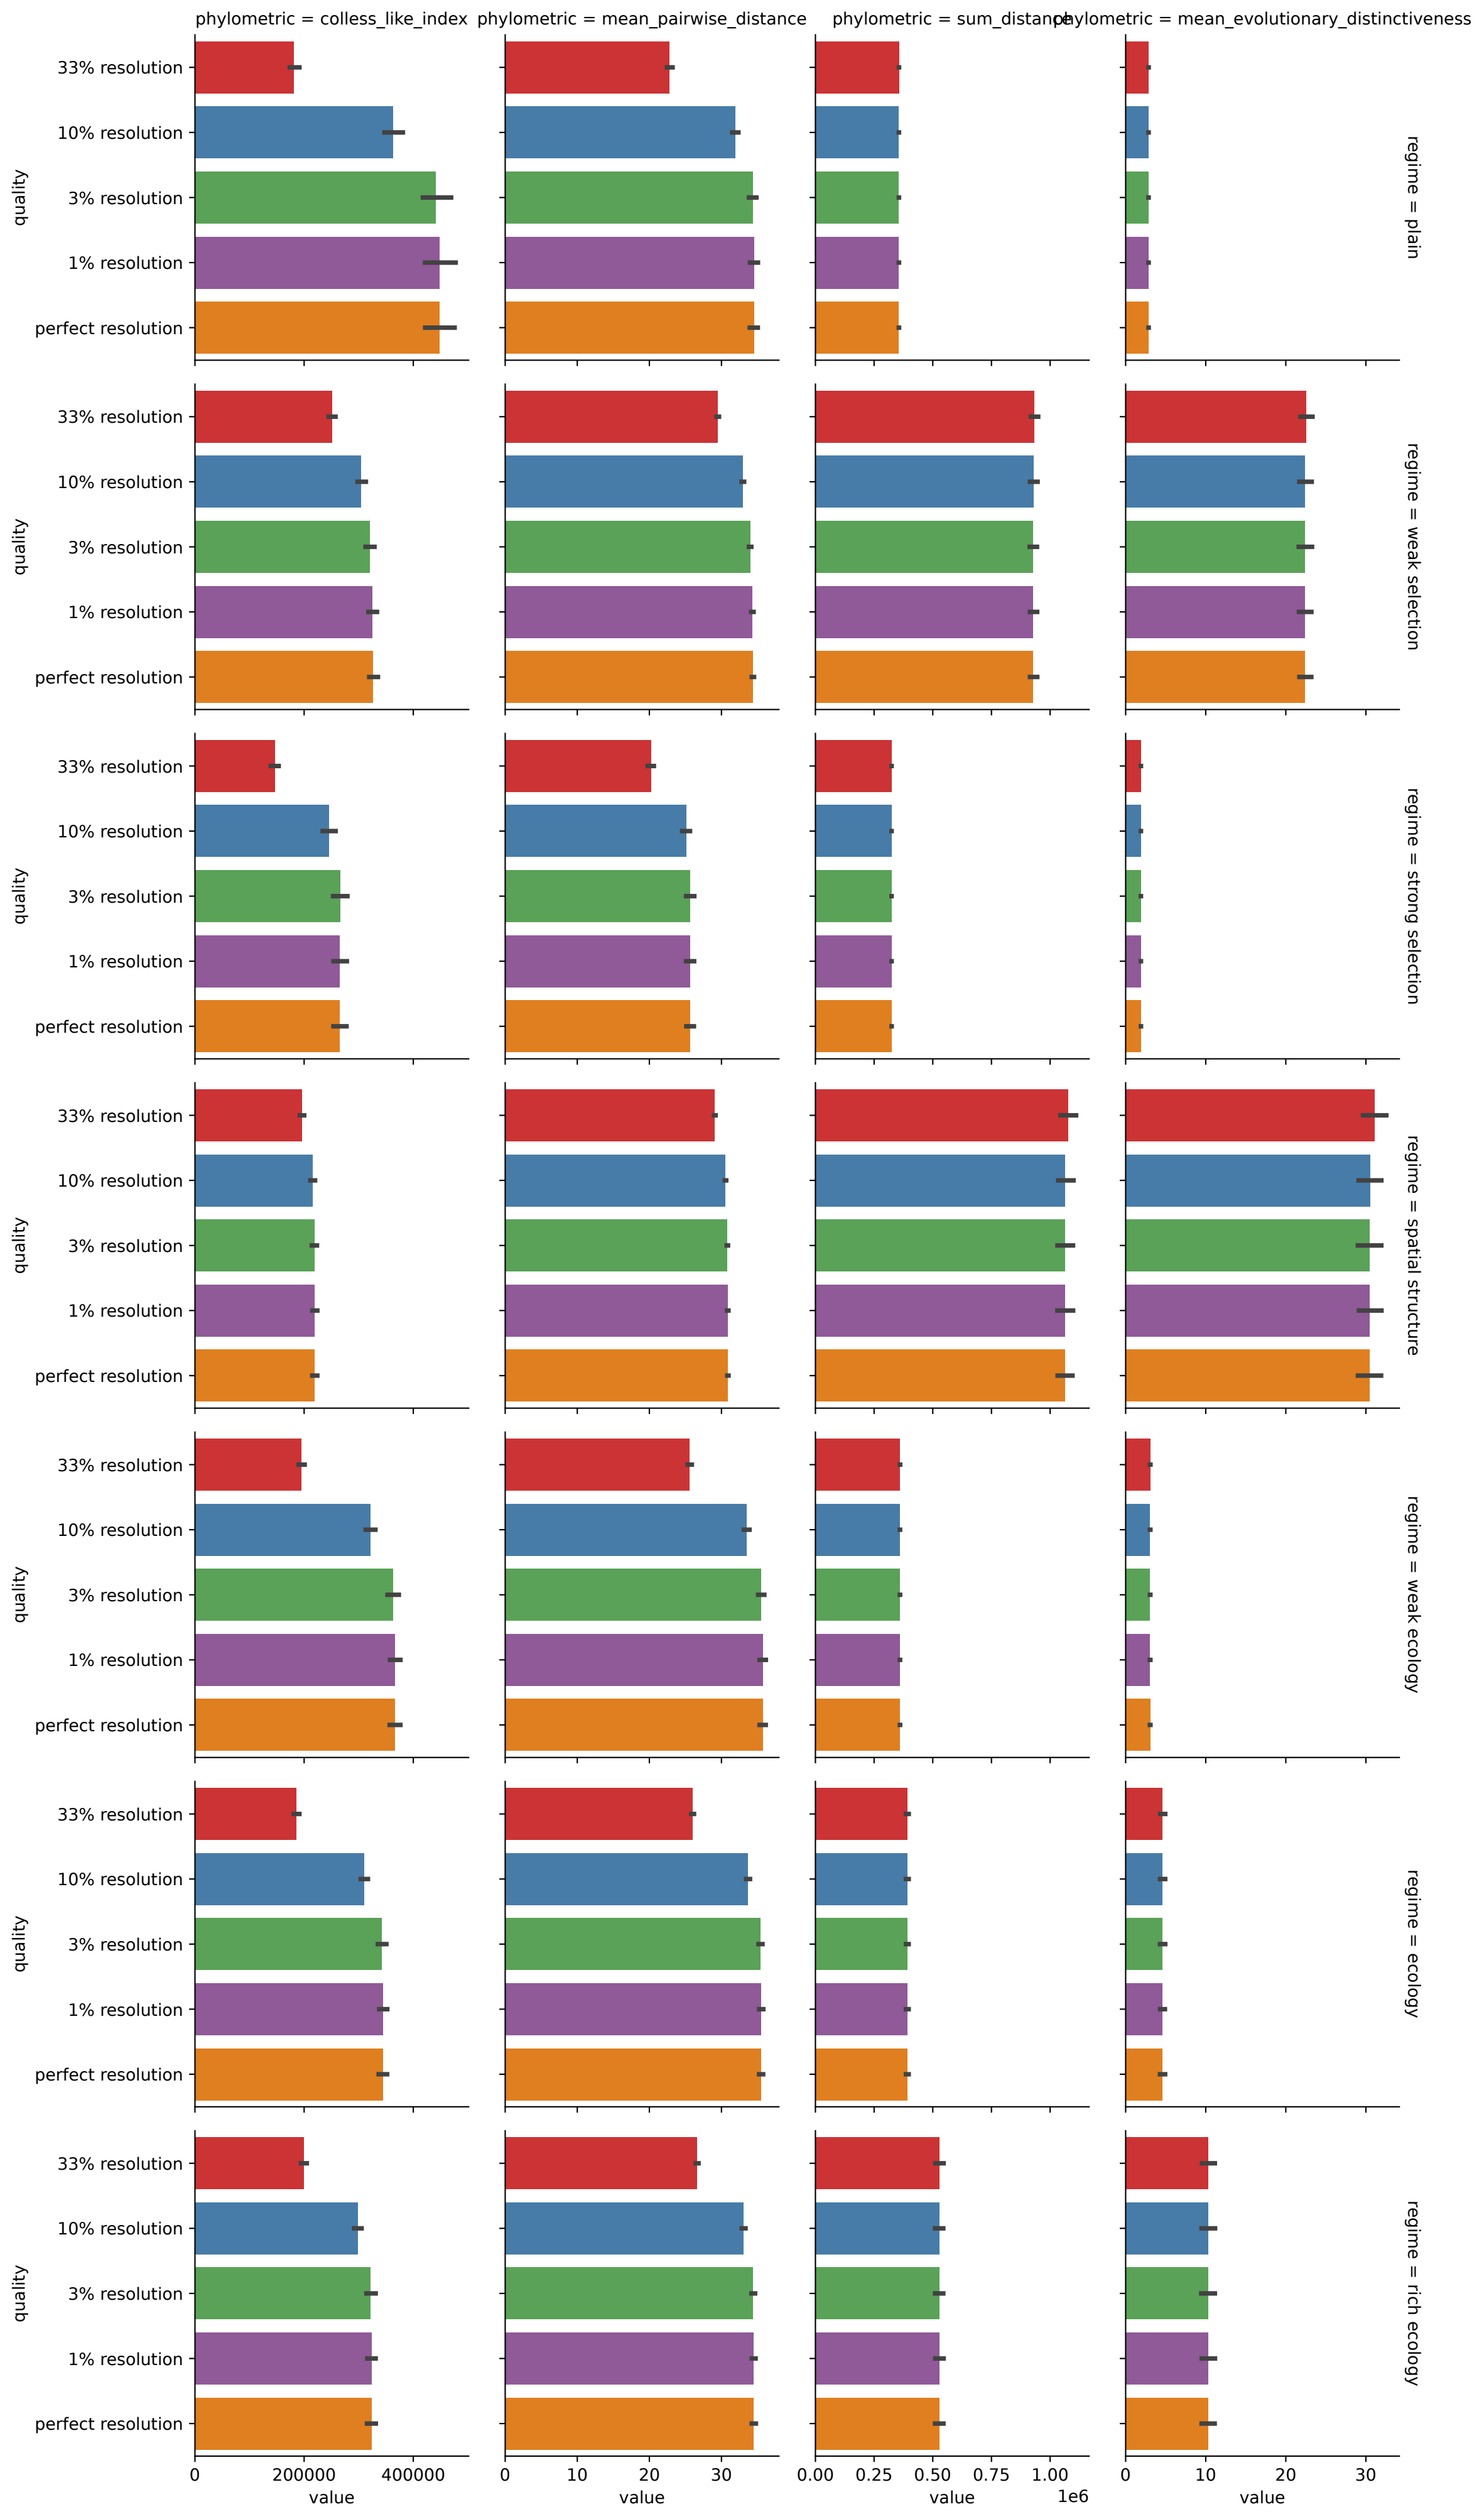 phylometric = colless_like_index phylometric = mean_pairwise_distance phylometric = sum_distance phylometric = mean_evolutionary_distinctiveness
33% resolution
10% resolution
3% resolution
1% resolution
perfect resolution
quality
regime = plain
33% resolution
10% resolution
3% resolution
1% resolution
perfect resolution
quality
regime = weak selection
33% resolution
10% resolution
3% resolution
1% resolution
perfect resolution
quality
regime = strong selection
33% resolution
10% resolution
3% resolution
1% resolution
perfect resolution
quality
regime = spatial structure
33% resolution
10% resolution
3% resolution
1% resolution
perfect resolution
quality
regime = weak ecology
33% resolution
10% resolution
3% resolution
1% resolution
perfect resolution
quality
regime = ecology
33% resolution
10% resolution
3% resolution
1% resolution
perfect resolution
quality
regime = rich ecology
0 200000 400000 0 10 20 30 0.00 0.25 0.50 0.75 1.00 0 10 20 30
1e6
value value value value